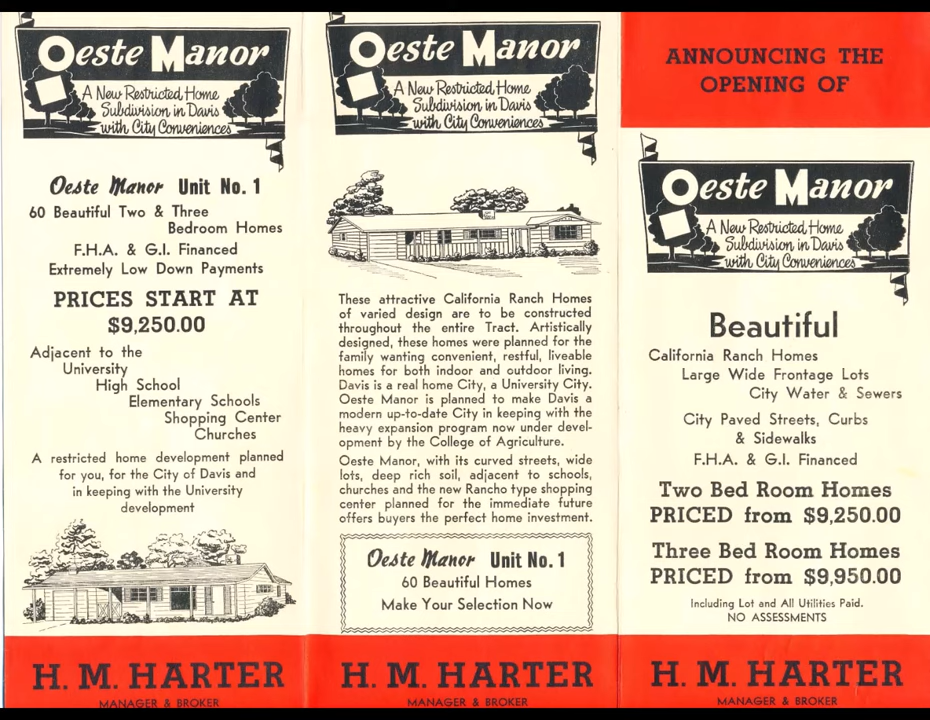 Oeste Manor
A New Restricted Home
Subdivision in Davis
with City Conveniences
Oeste Manor Unit No. 1
60 Beautiful Two & Three
Bedroom Homes
F.H.A. & G.I. Financed
Extremely Low Down Payments
PRICES START AT
$9,250.00
Adjacent to the
University
High School
Elementary Schools
Shopping Center
Churches
A restricted home development planned
for you, for the City of Davis and
in keeping with the University
development
H. M. HARTER
MANAGER & BROKER
Oeste Manor
A New Restricted Home
Subdivision in Davis
with City Conveniences
These attractive California Ranch Homes
of varied design are to be constructed
throughout the entire Tract. Artistically
designed, these homes were planned for the
family wanting convenient, restful, liveable
homes for both indoor and outdoor living.
Davis is a real home City, a University City.
Oeste Manor is planned to make Davis a
modern up-to-date City in keeping with the
heavy expansion program now under devel-
opment by the College of Agriculture.
Oeste Manor, with its curved streets, wide
lots, deep rich soil, adjacent to schools,
churches and the new Rancho type shopping
center planned for the immediate future
offers buyers the perfect home investment.
Oeste Manor Unit No. 1
60 Beautiful Homes
Make Your Selection Now
H. M. HARTER
MANAGER & BROKER
ANNOUNCING THE
OPENING OF
Oeste Manor
A New Restricted Home
Subdivision in Davis
with City Conveniences
Beautiful
California Ranch Homes
Large Wide Frontage Lots
City Water & Sewers
City Paved Streets, Curbs
& Sidewalks
F.H.A. & G.I. Financed
Two Bed Room Homes
PRICED from $9,250.00
Three Bed Room Homes
PRICED from $9,950.00
Including Lot and All Utilities Paid.
NO ASSESSMENTS
H. M. HARTER
MANAGER & BROKER